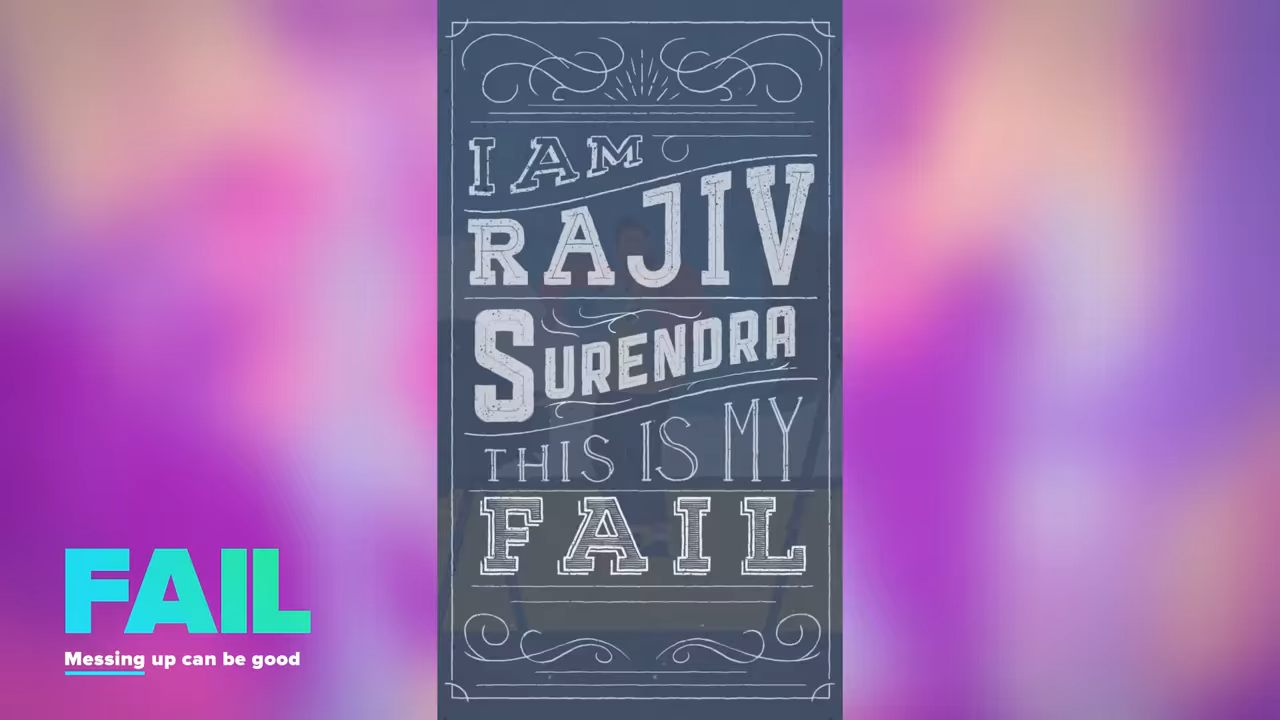 I AM
RAJIV
SURENDRA
THIS IS MY
FAIL
FAIL
Messing up can be good